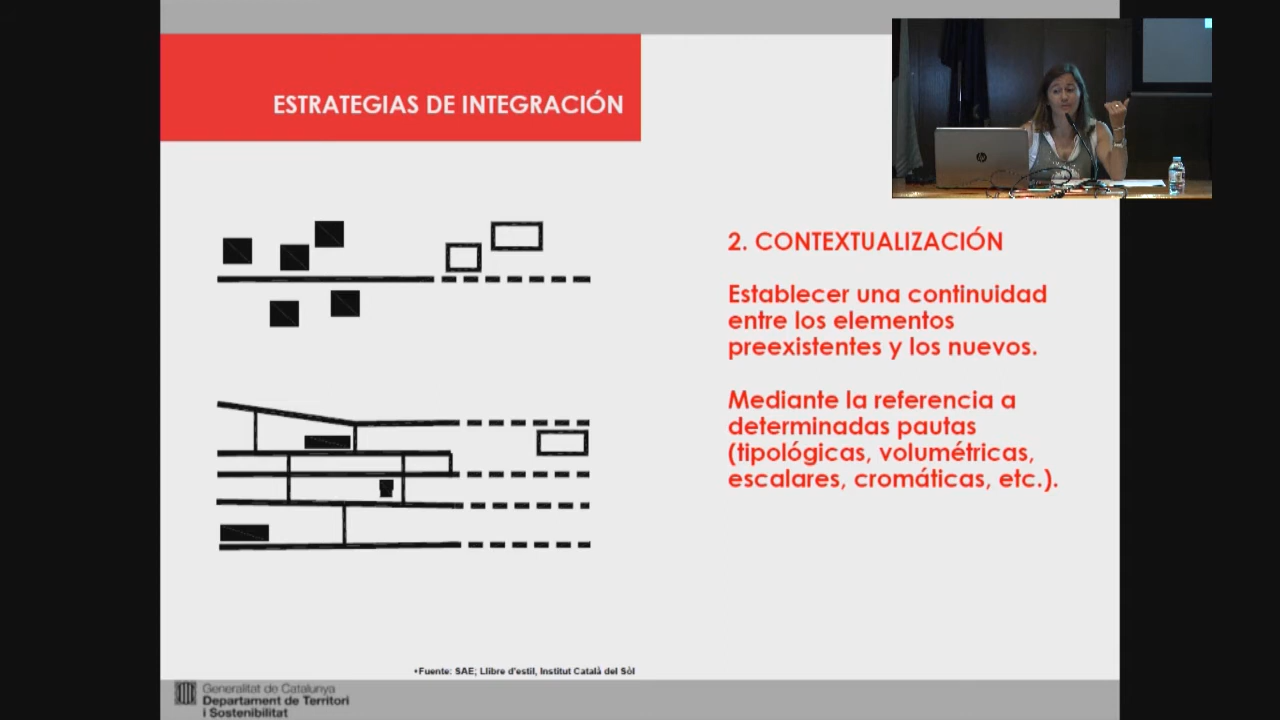 ESTRATEGIAS DE INTEGRACIÓN
2. CONTEXTUALIZACIÓN
Establecer una continuidad
entre los elementos
preexistentes y los nuevos.
Mediante la referencia a
determinadas pautas
(tipológicas, volumétricas,
escalares, cromáticas, etc.).
•Fuente: SAE; Llibre d'estil, Institut Català del Sòl
Generalitat de Catalunya
Departament de Territori
i Sostenibilitat
hp